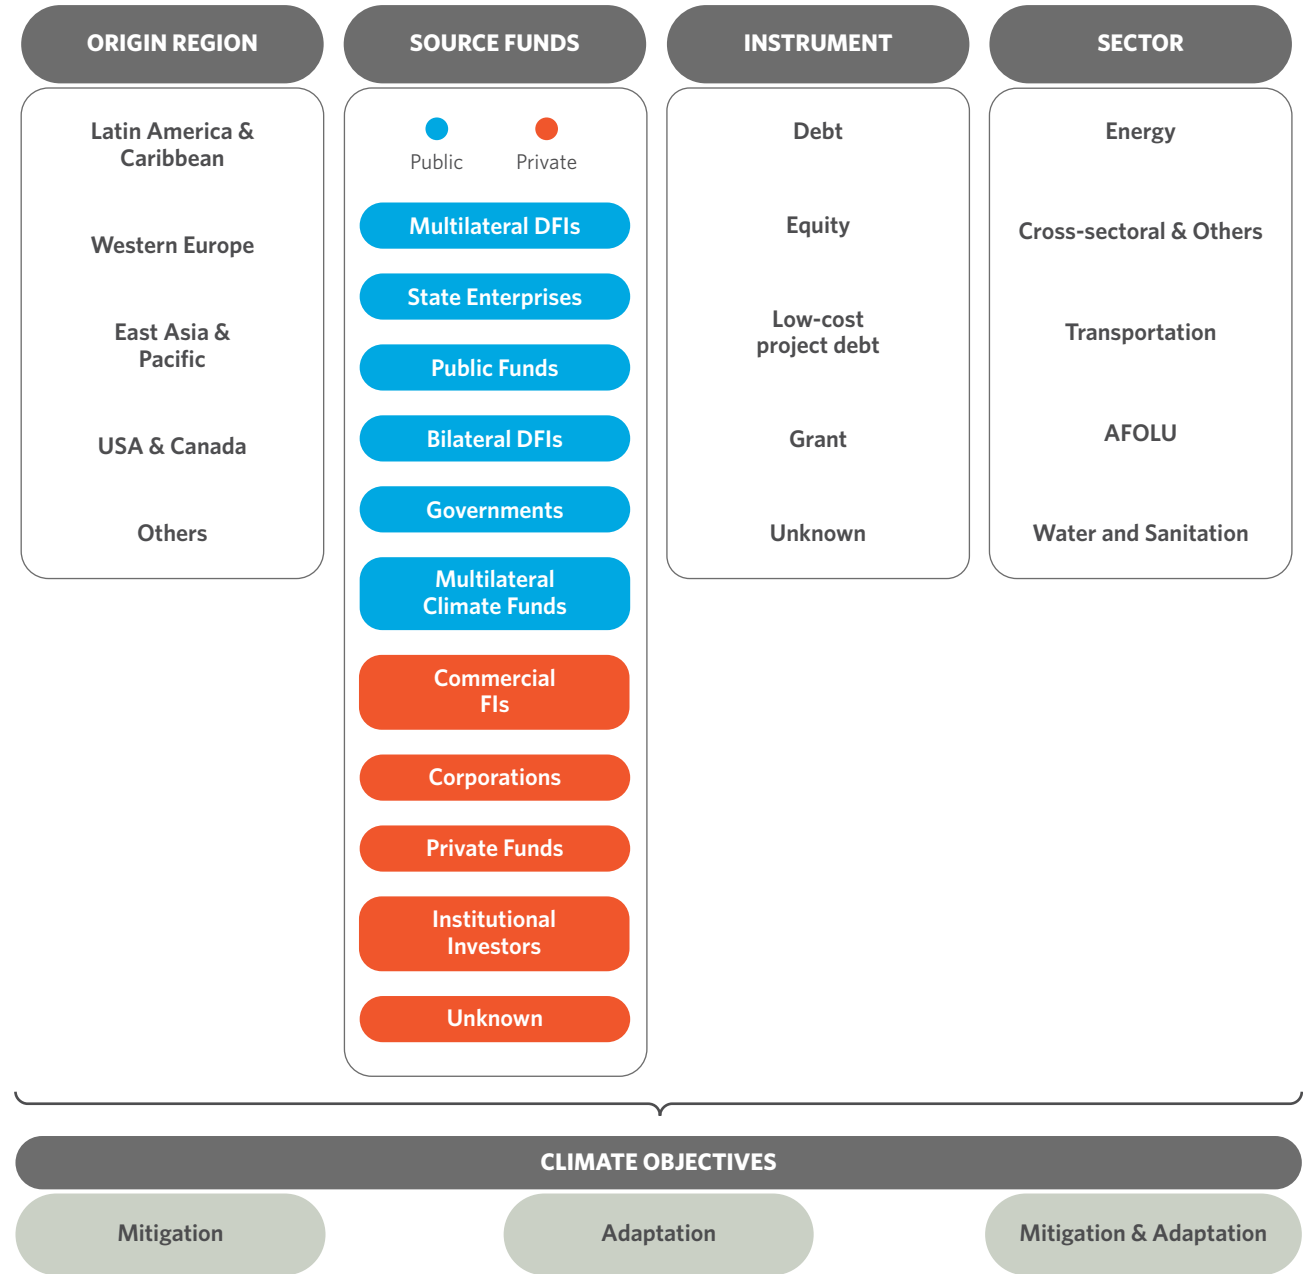 ORIGIN REGION
Latin America &
Caribbean
Western Europe
East Asia &
Pacific
USA & Canada
Others
SOURCE FUNDS
Public
Private
Multilateral DFIs
State Enterprises
Public Funds
Bilateral DFIs
Governments
Multilateral
Climate Funds
Commercial
FIs
Corporations
Private Funds
Institutional
Investors
Unknown
INSTRUMENT
Debt
Equity
Low-cost
project debt
Grant
Unknown
SECTOR
Energy
Cross-sectoral & Others
Transportation
AFOLU
Water and Sanitation
CLIMATE OBJECTIVES
Mitigation
Adaptation
Mitigation & Adaptation